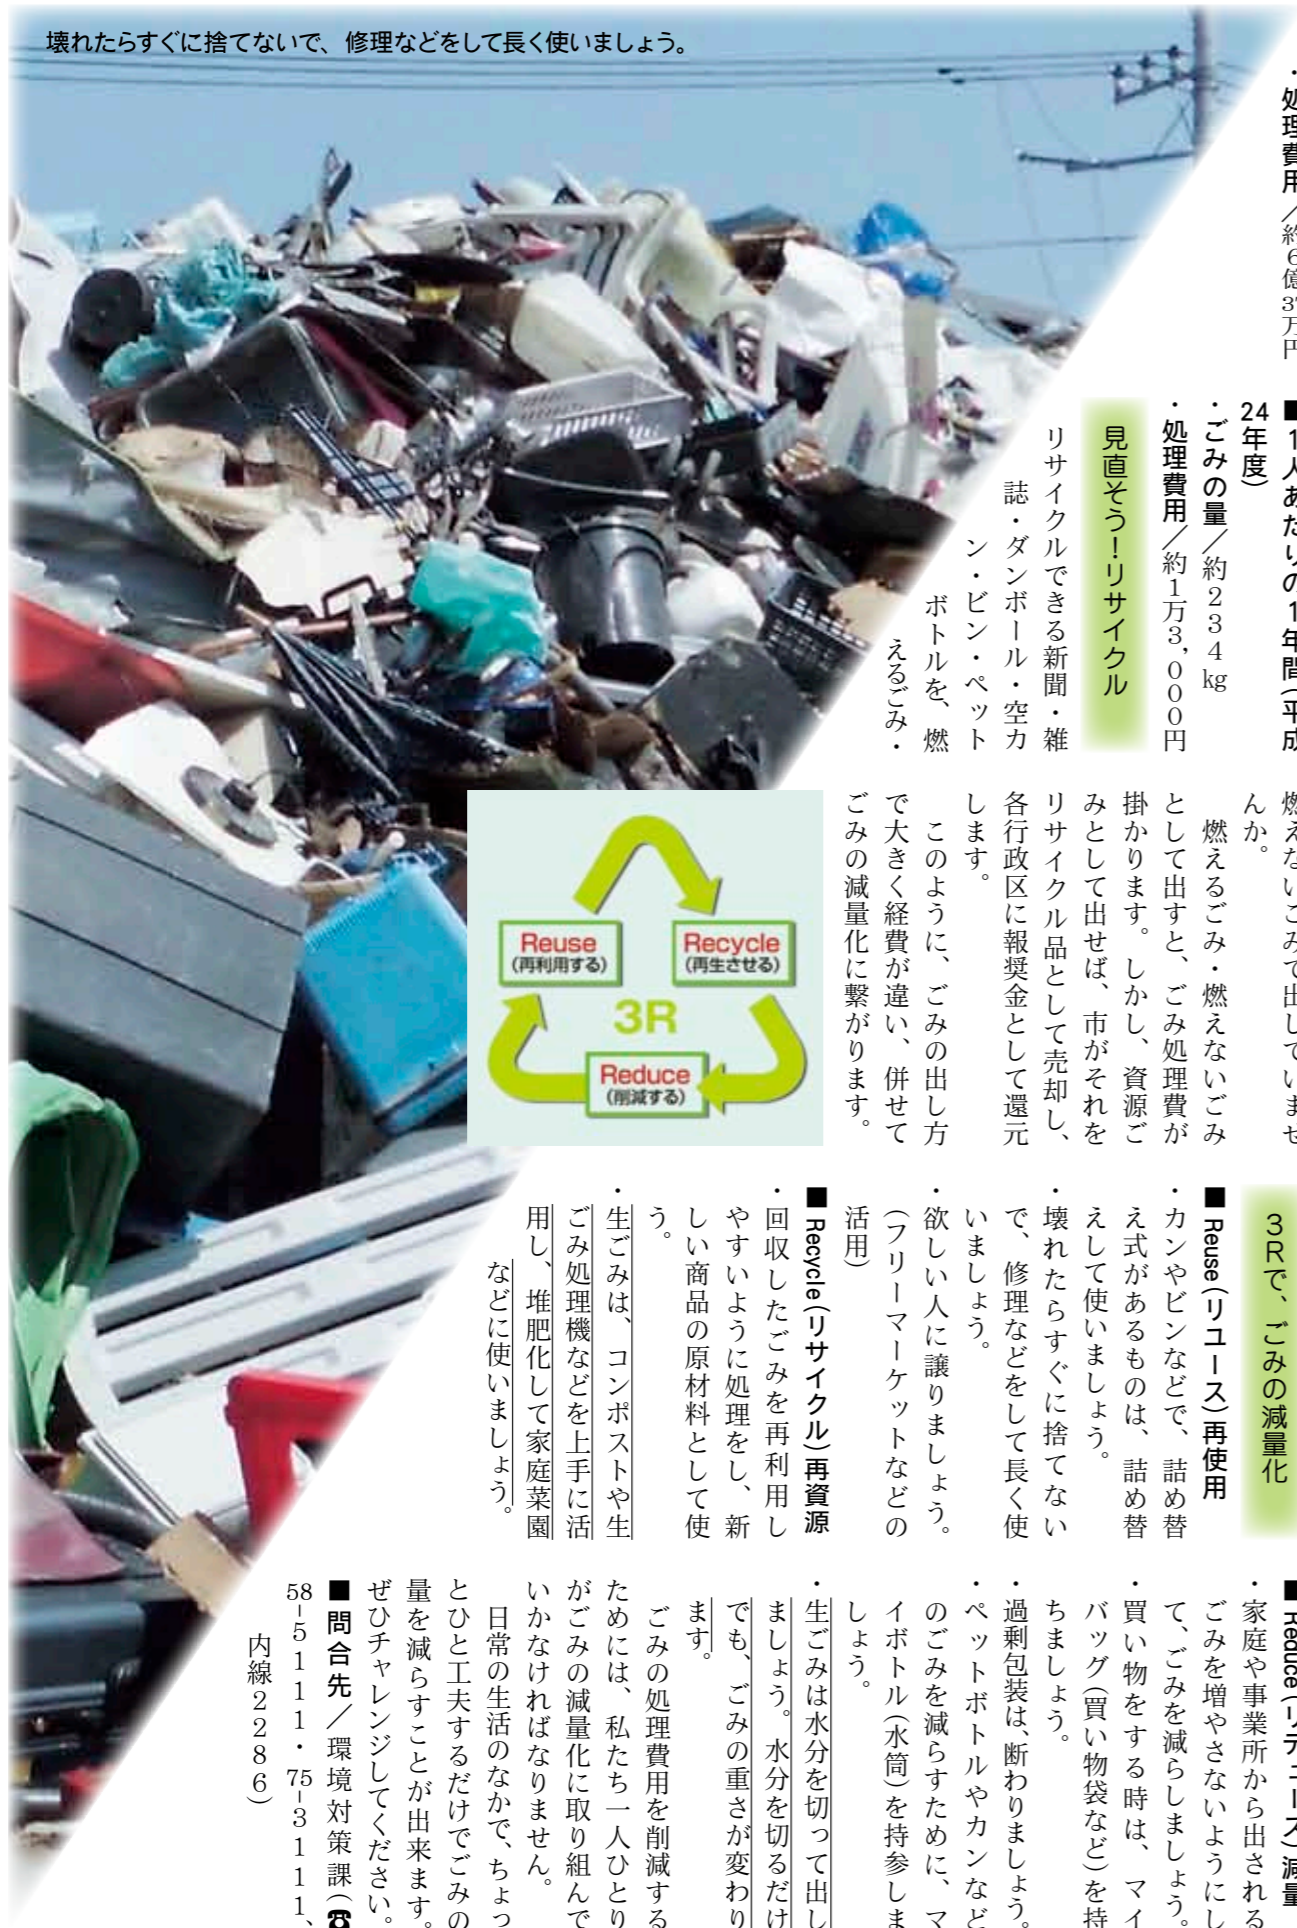 壊れたらすぐに捨てないで、修理などをして長く使いましょう。
・処理費用／約6億37万円
■1人あたりの1年間(平成
24年度)
・ごみの量／約234kg
・処理費用／約1万3,000円
見直そう！リサイクル
リサイクルできる新聞・雑
誌・ダンボール・空カ
ン・ビン・ペット
ボトルを、燃
えるごみ・
燃えないごみで出していませ
んか。
燃えるごみ・燃えないごみ
として出すと、ごみ処理費が
掛かります。しかし、資源ご
みとして出せば、市がそれを
リサイクル品として売却し、
各行政区に報奨金として還元
します。
このように、ごみの出し方
で大きく経費が違い、併せて
ごみの減量化に繋がります。
Reuse
(再利用する)
Recycle
(再生させる)
3R
Reduce
(削減する)
3Rで、ごみの減量化
■Reuse(リユース)再使用
・カンやビンなどで、詰め替
え式があるものは、詰め替
えして使いましょう。
・壊れたらすぐに捨てない
で、修理などをして長く使
いましょう。
・欲しい人に譲りましょう。
(フリーマーケットなどの
活用)
■Recycle(リサイクル)再資源
・回収したごみを再利用し
やすいように処理をし、新
しい商品の原材料として使
う。
・生ごみは、コンポストや生
ごみ処理機などを上手に活
用し、堆肥化して家庭菜園
などに使いましょう。
■Reduce(リデュース)減量
・家庭や事業所から出される
ごみを増やさないようにし
て、ごみを減らしましょう。
・買い物をする時は、マイ
バッグ(買い物袋など)を持
ちましょう。
・過剰包装は、断わりましょう。
・ペットボトルやカンなど
のごみを減らすために、マ
イボトル(水筒)を持参しま
しょう。
・生ごみは水分を切って出し
ましょう。水分を切るだけ
でも、ごみの重さが変わり
ます。
ごみの処理費用を削減する
ためには、私たち一人ひとり
がごみの減量化に取り組んで
いかなければなりません。
日常の生活のなかで、ちょっ
とひと工夫するだけでごみの
量を減らすことが出来ます。
ぜひチャレンジしてください。
■問合先／環境対策課(☎
58-5111・75-3111、
内線2286)